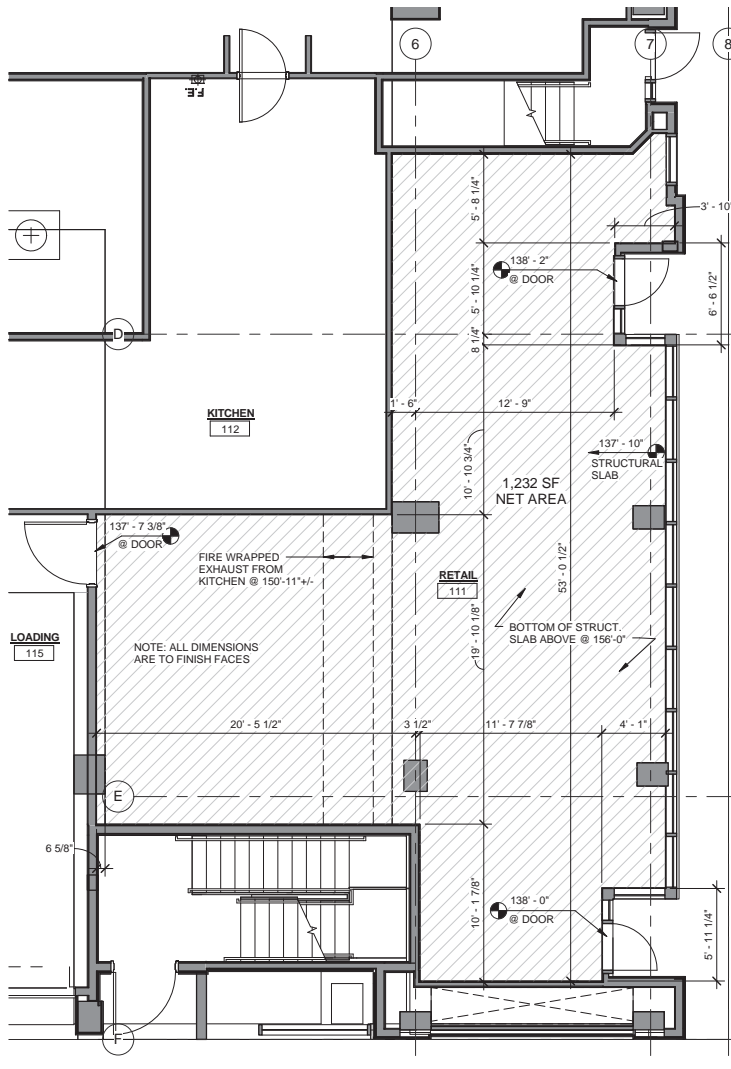 6
7
8
F.E.
5' - 8 1/4"
3' - 10
138' - 2"
@ DOOR
5' - 10 1/4"
6' - 6 1/2"
D
8 1/4"
1' - 6"
12' - 9"
KITCHEN
112
137' - 10"
STRUCTURAL
SLAB
10' - 10 3/4"
1,232 SF
NET AREA
137' - 7 3/8"
@ DOOR
FIRE WRAPPED
EXHAUST FROM
KITCHEN @ 150'-11"+/-
53' - 0 1/2"
RETAIL
111
19' - 10 1/8"
BOTTOM OF STRUCT.
SLAB ABOVE @ 156'-0"
LOADING
115
NOTE: ALL DIMENSIONS
ARE TO FINISH FACES
20' - 5 1/2"
3 1/2"
11' - 7 7/8"
4' - 1"
E
6 5/8"
10' - 1 7/8"
138' - 0"
@ DOOR
5' - 11 1/4"
F